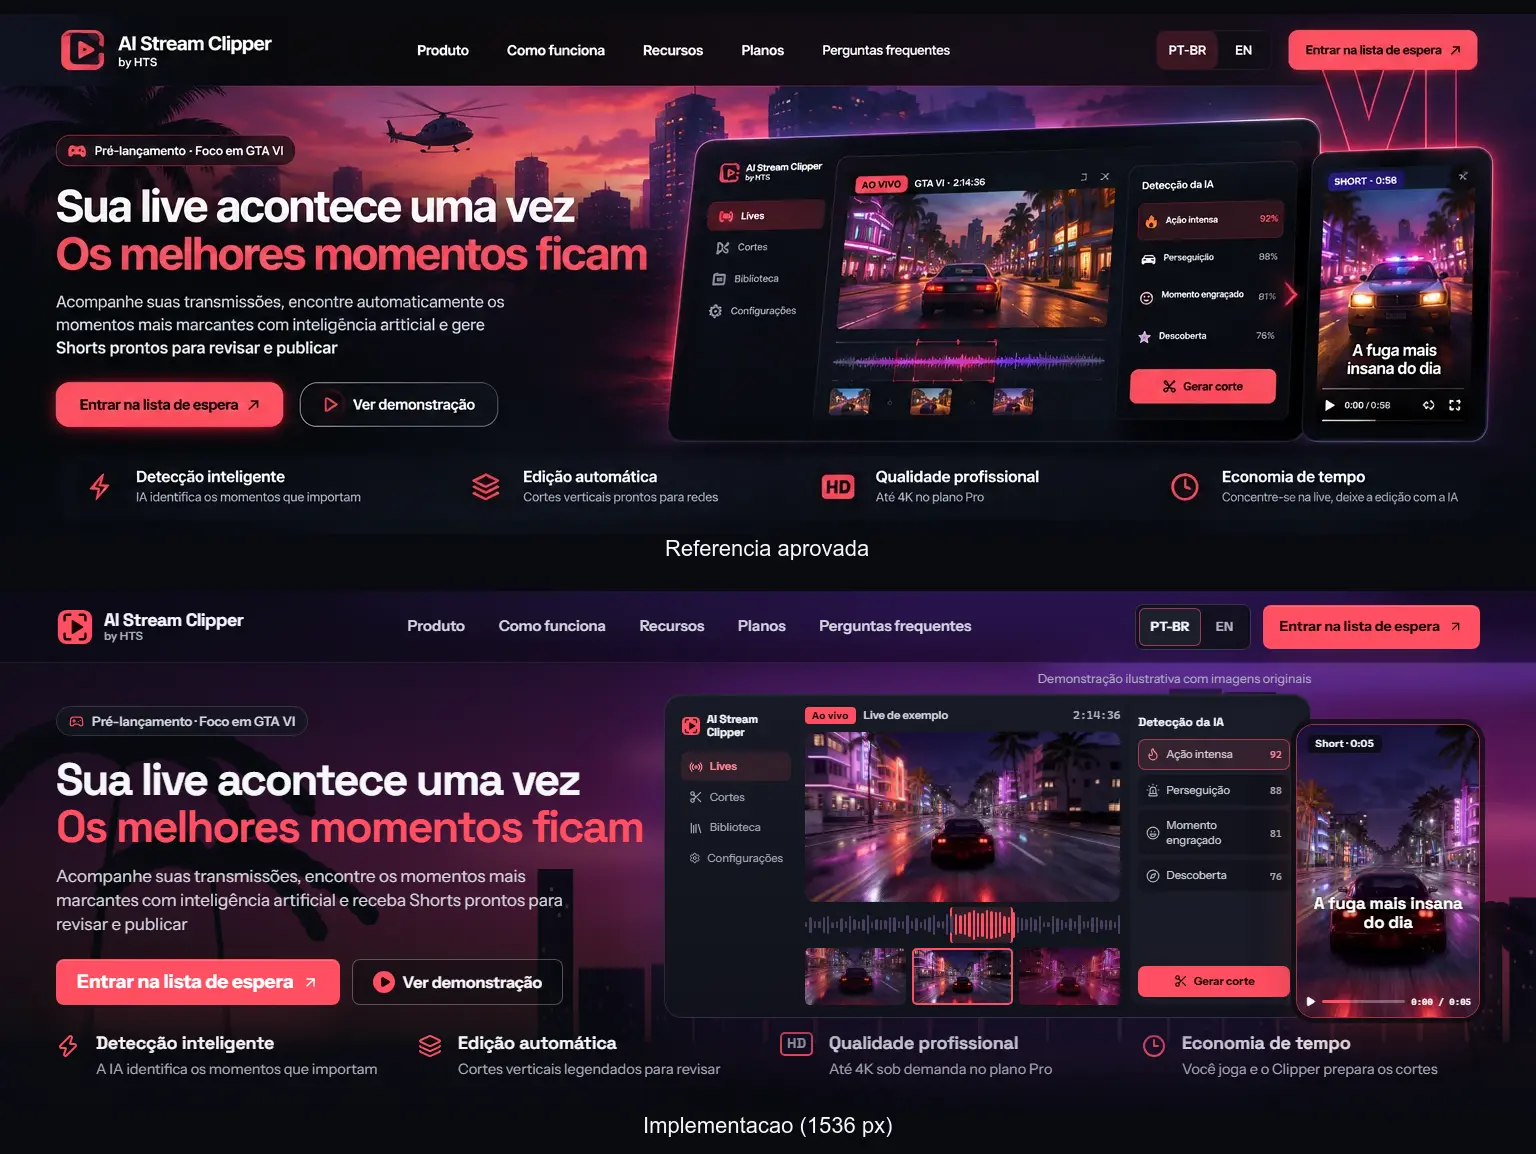 AI Stream Clipper
by HTS
Produto
Como funciona
Recursos
Planos
Perguntas frequentes
PT-BR
EN
Entrar na lista de espera
VI
Pré-lançamento · Foco em GTA VI
Sua live acontece uma vez
Os melhores momentos ficam
Acompanhe suas transmissões, encontre automaticamente os
momentos mais marcantes com inteligência artticial e gere
Shorts prontos para revisar e publicar
Entrar na lista de espera
Ver demonstração
AI Stream Clipper
by HTS
Lives
Cortes
Biblioteca
Configurações
AO VIVO
GTA VI · 2:14:36
Detecção da IA
Ação intensa
92%
Perseguição
88%
Momento engraçado
81%
Descoberta
76%
Gerar corte
SHORT · 0:58
A fuga mais
insana do dia
0:00 / 0:58
Detecção inteligente
IA identifica os momentos que importam
Edição automática
Cortes verticais prontos para redes
HD
Qualidade profissional
Até 4K no plano Pro
Economia de tempo
Concentre-se na live, deixe a edição com a IA
Referencia aprovada
AI Stream Clipper
by HTS
Produto
Como funciona
Recursos
Planos
Perguntas frequentes
PT-BR
EN
Entrar na lista de espera
Pré-lançamento · Foco em GTA VI
Sua live acontece uma vez
Os melhores momentos ficam
Acompanhe suas transmissões, encontre os momentos mais
marcantes com inteligência artificial e receba Shorts prontos para
revisar e publicar
Entrar na lista de espera
Ver demonstração
Demonstração ilustrativa com imagens originais
AI Stream
Clipper
Lives
Cortes
Biblioteca
Configurações
Ao vivo
Live de exemplo
2:14:36
Detecção da IA
Ação intensa
92
Perseguição
88
Momento
engraçado
81
Descoberta
76
Gerar corte
Short · 0:05
A fuga mais insana
do dia
0:00 / 0:05
Detecção inteligente
A IA identifica os momentos que importam
Edição automática
Cortes verticais legendados para revisar
HD
Qualidade profissional
Até 4K sob demanda no plano Pro
Economia de tempo
Você joga e o Clipper prepara os cortes
Implementacao (1536 px)